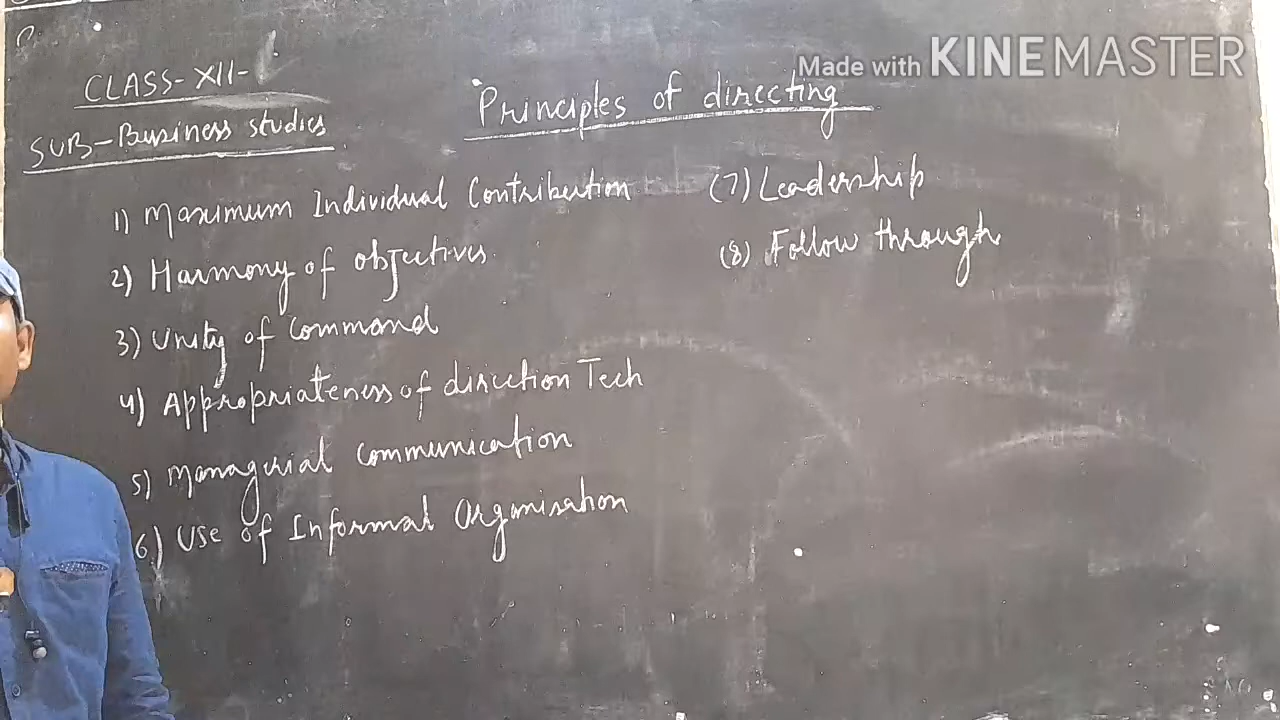 Made with KINEMASTER
CLASS-XII-
SUB-Business studies
Principles of directing
1) Maximum Individual Contribution
2) Harmony of objectives
3) Unity of Command
4) Appropriateness of direction Tech
5) Managerial Communication
6) Use of Informal Organisation
(7) Leadership
(8) Follow through